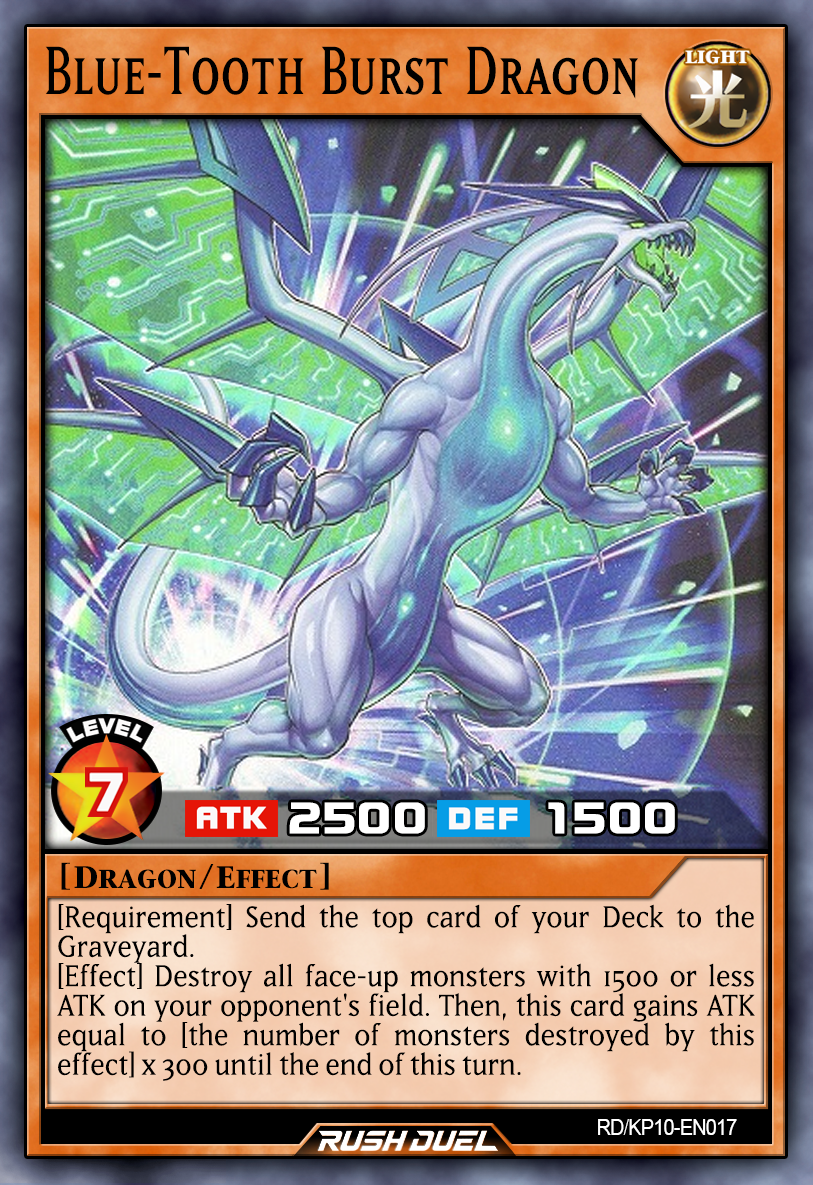 Blue-Tooth Burst Dragon
LIGHT
光
LEVEL
7
ATK 2500 DEF 1500
[Dragon/Effect]
[Requirement] Send the top card of your Deck to the
Graveyard.
[Effect] Destroy all face-up monsters with 1500 or less
ATK on your opponent's field. Then, this card gains ATK
equal to [the number of monsters destroyed by this
effect] x 300 until the end of this turn.
RD/KP10-EN017
RUSH DUEL